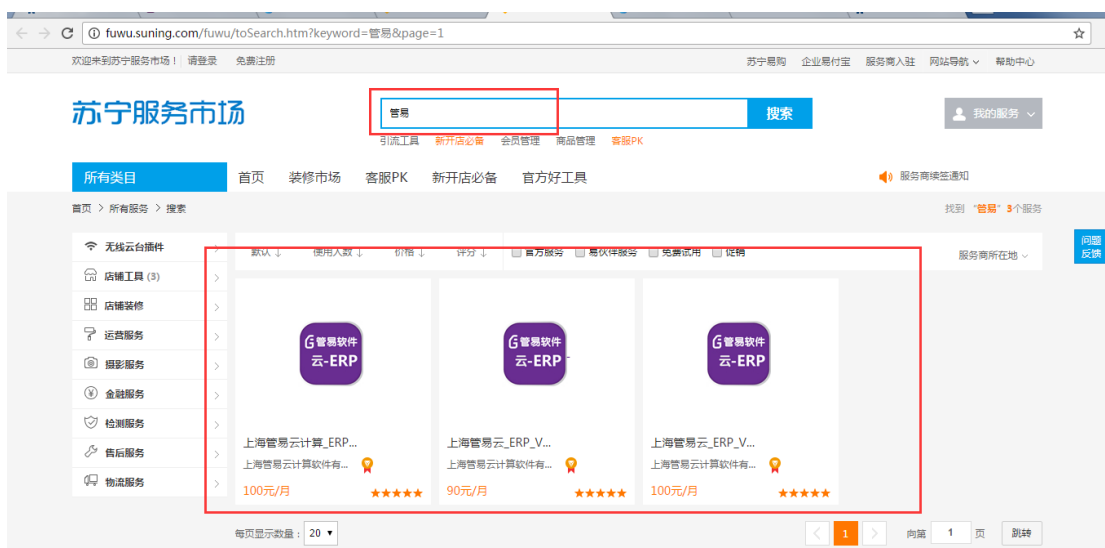 fuwu.suning.com/fuwu/toSearch.htm?keyword=管易&page=1
欢迎来到苏宁服务市场！ 请登录 免费注册
苏宁易购 企业易付宝 服务商入驻 网站导航 帮助中心
苏宁服务市场
管易
搜索
我的服务
引流工具 新开店必备 会员管理 商品管理 客服PK
所有类目
首页 装修市场 客服PK 新开店必备 官方好工具
服务商续签通知
首页 > 所有服务 > 搜索
找到 “管易” 3个服务
问题
反馈
无线云台插件
店铺工具 (3)
店铺装修
运营服务
摄影服务
金融服务
检测服务
售后服务
物流服务
默认↓ 使用人数↓ 价格↓ 评分↓ 官方服务 易伙伴服务 免费试用 促销
服务商所在地
G管易软件
云-ERP
上海管易云计算_ERP...
上海管易云计算软件有...
100元/月
G管易软件
云-ERP
上海管易云_ERP_V...
上海管易云计算软件有...
90元/月
G管易软件
云-ERP
上海管易云_ERP_V...
上海管易云计算软件有...
100元/月
每页显示数量： 20
< 1 > 向第 1 页 跳转